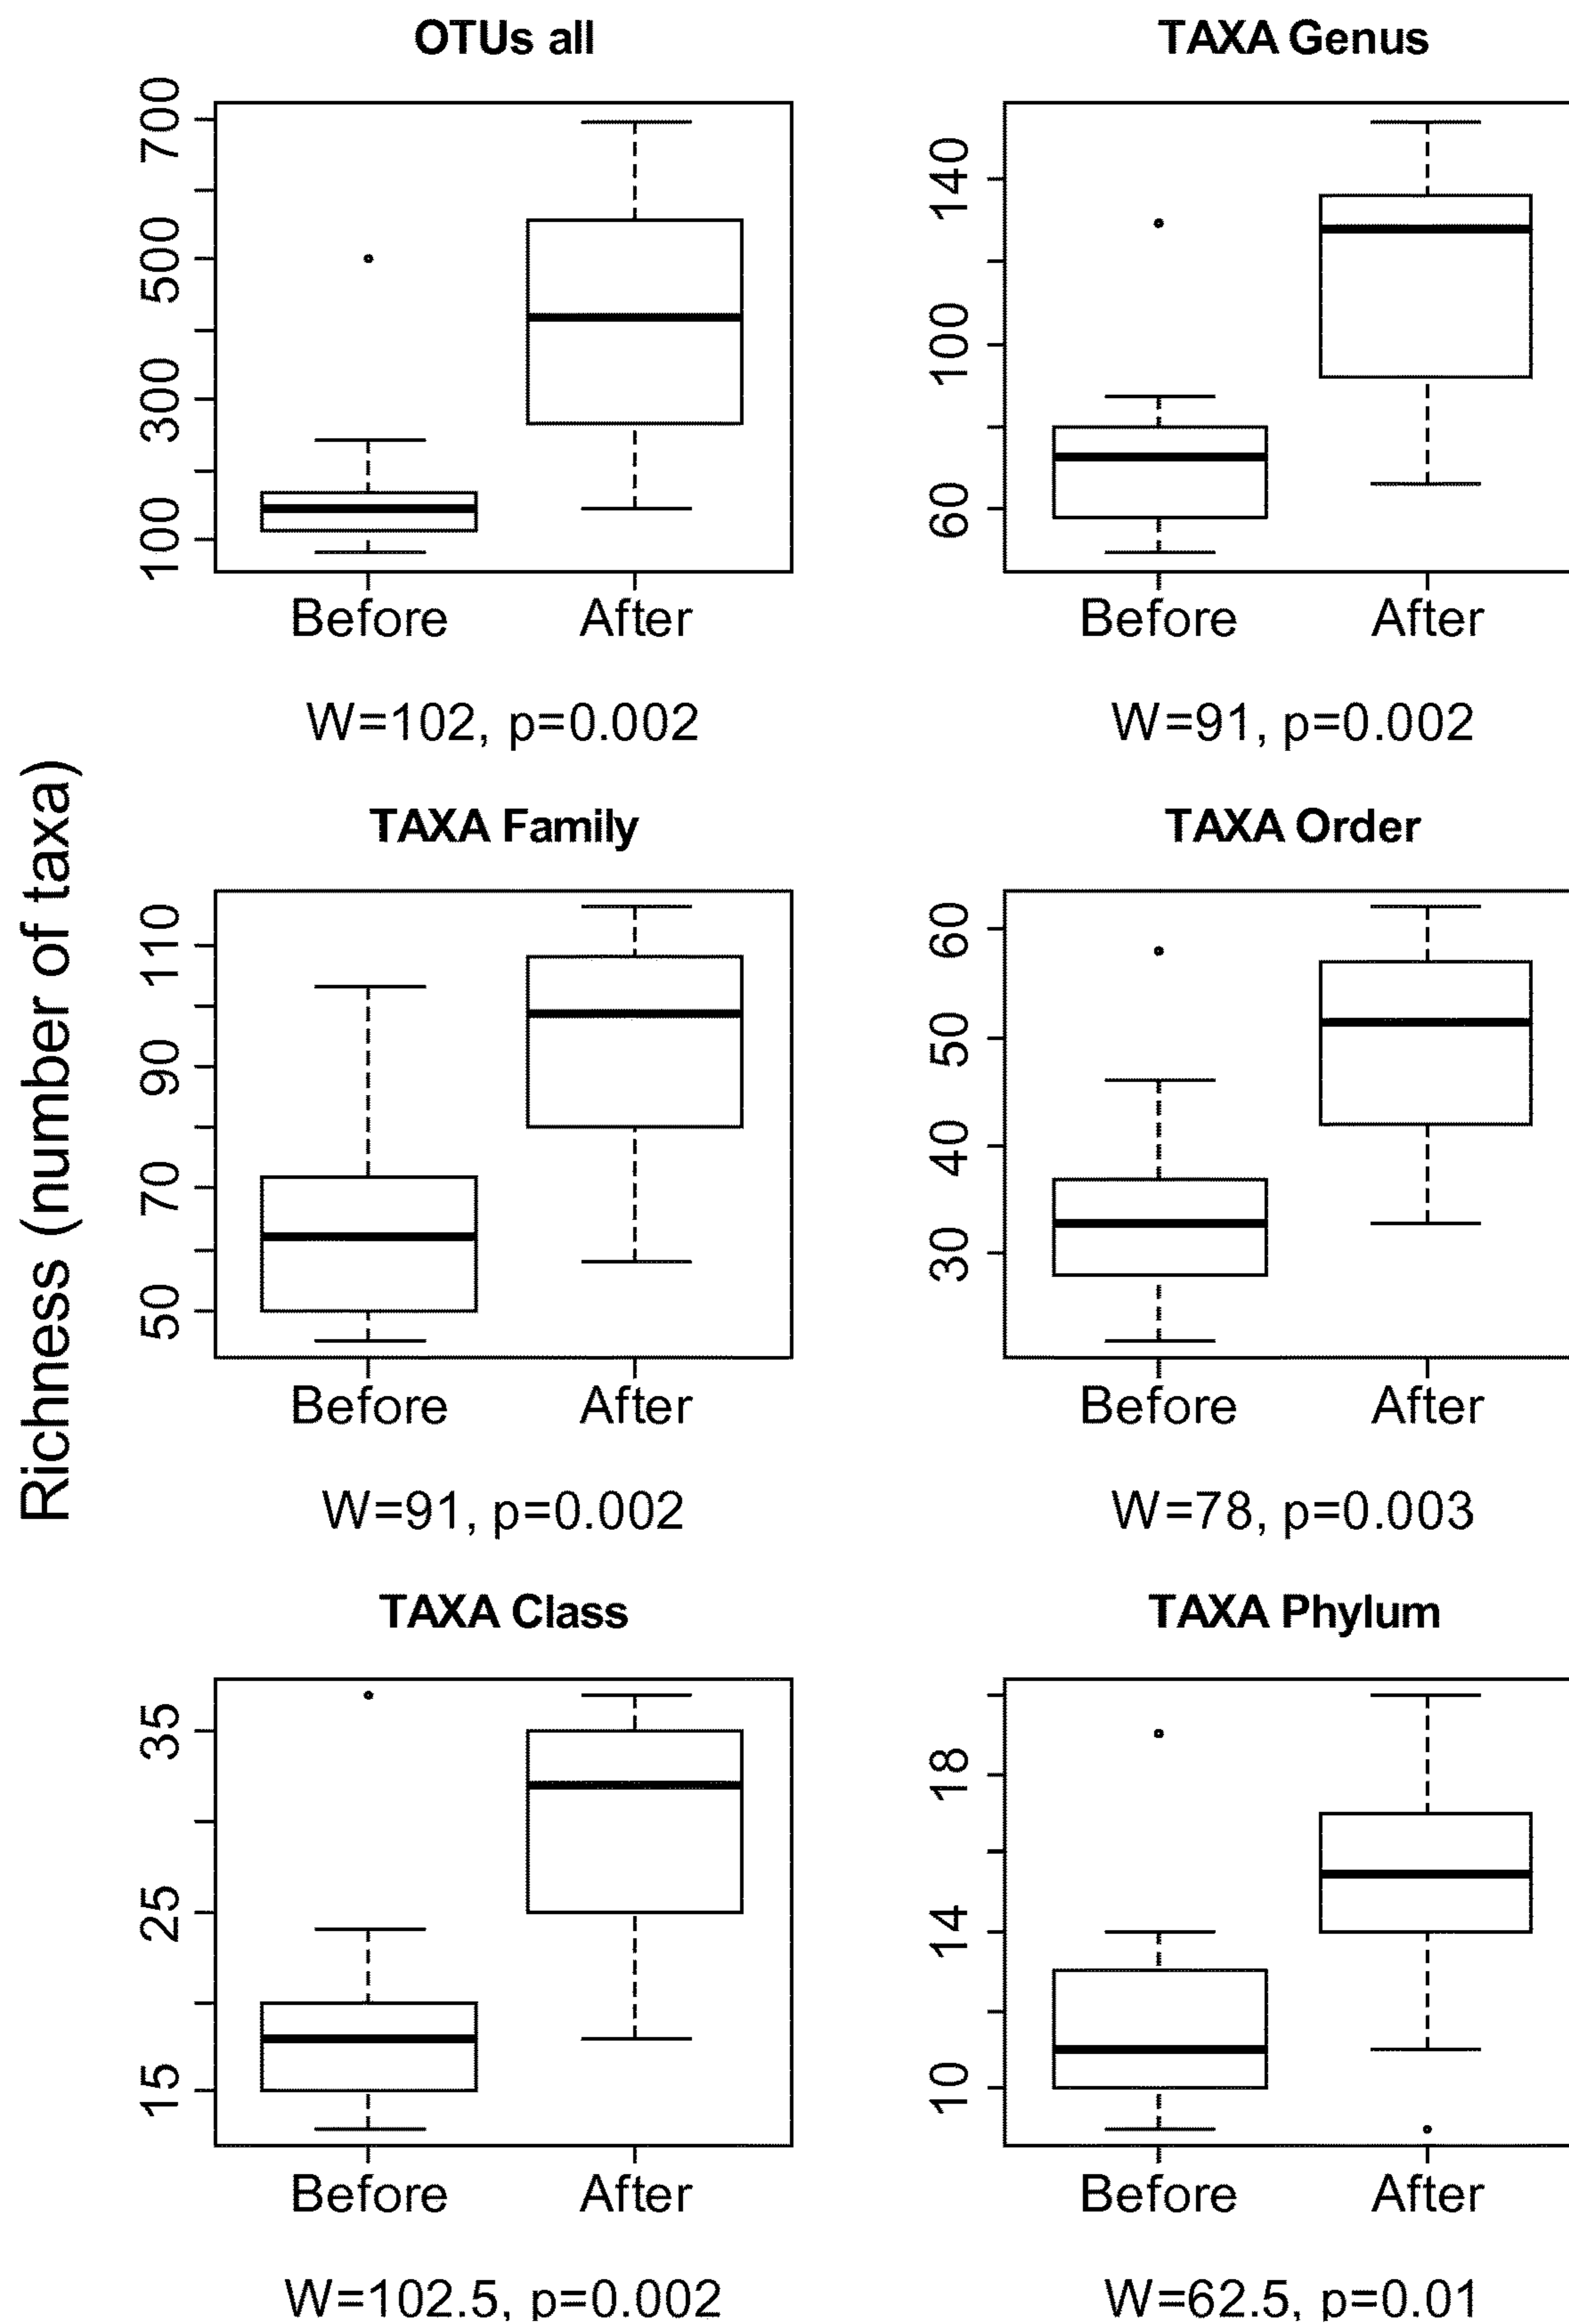 OTUs all
700
500
300
100
Before After
W=102, p=0.002
TAXA Genus
140
100
60
Before After
W=91, p=0.002
Richness (number of taxa)
TAXA Family
110
90
70
50
Before After
W=91, p=0.002
TAXA Order
60
50
40
30
Before After
W=78, p=0.003
TAXA Class
35
25
15
Before After
W=102.5, p=0.002
TAXA Phylum
18
14
10
Before After
W=62.5, p=0.01